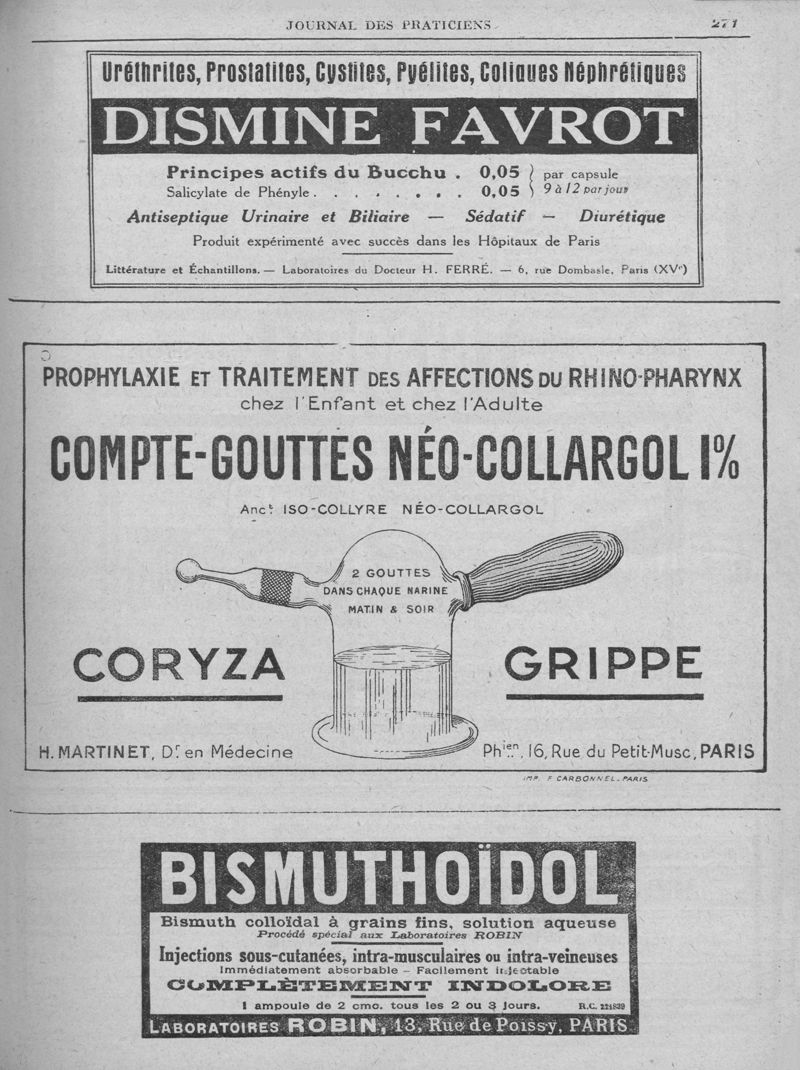 JOURNAL DES PRATICIENS 271
Uréthrites, Prostatites, Cystites, Pyélites, Coliques Néphrétiques
DISMINE FAVROT
Principes actifs du Bucchu . 0,05 } par capsule
Salicylate de Phényle . . . . . . . . 0,05 } 9 à 12 par jour
Antiseptique Urinaire et Biliaire — Sédatif — Diurétique
Produit expérimenté avec succès dans les Hôpitaux de Paris
Littérature et Échantillons. — Laboratoires du Docteur H. FERRÉ. — 6, rue Dombasle, Paris (XVe)
PROPHYLAXIE ET TRAITEMENT DES AFFECTIONS DU RHINO-PHARYNX
chez l'Enfant et chez l'Adulte
COMPTE-GOUTTES NÉO-COLLARGOL 1%
Anct ISO-COLLYRE NÉO-COLLARGOL
2 GOUTTES
DANS CHAQUE NARINE
MATIN & SOIR
CORYZA GRIPPE
H. MARTINET, Dr en Médecine Phien, 16, Rue du Petit-Musc, PARIS
IMP. F. CARBONNEL_PARIS
BISMUTHOÏDOL
Bismuth colloïdal à grains fins, solution aqueuse
Procédé spécial aux Laboratoires ROBIN
Injections sous-cutanées, intra-musculaires ou intra-veineuses
Immédiatement absorbable – Facilement injectable
COMPLÈTEMENT INDOLORE
1 ampoule de 2 cmc. tous les 2 ou 3 jours. R.C. 221839
LABORATOIRES ROBIN, 13, Rue de Poissy, PARIS